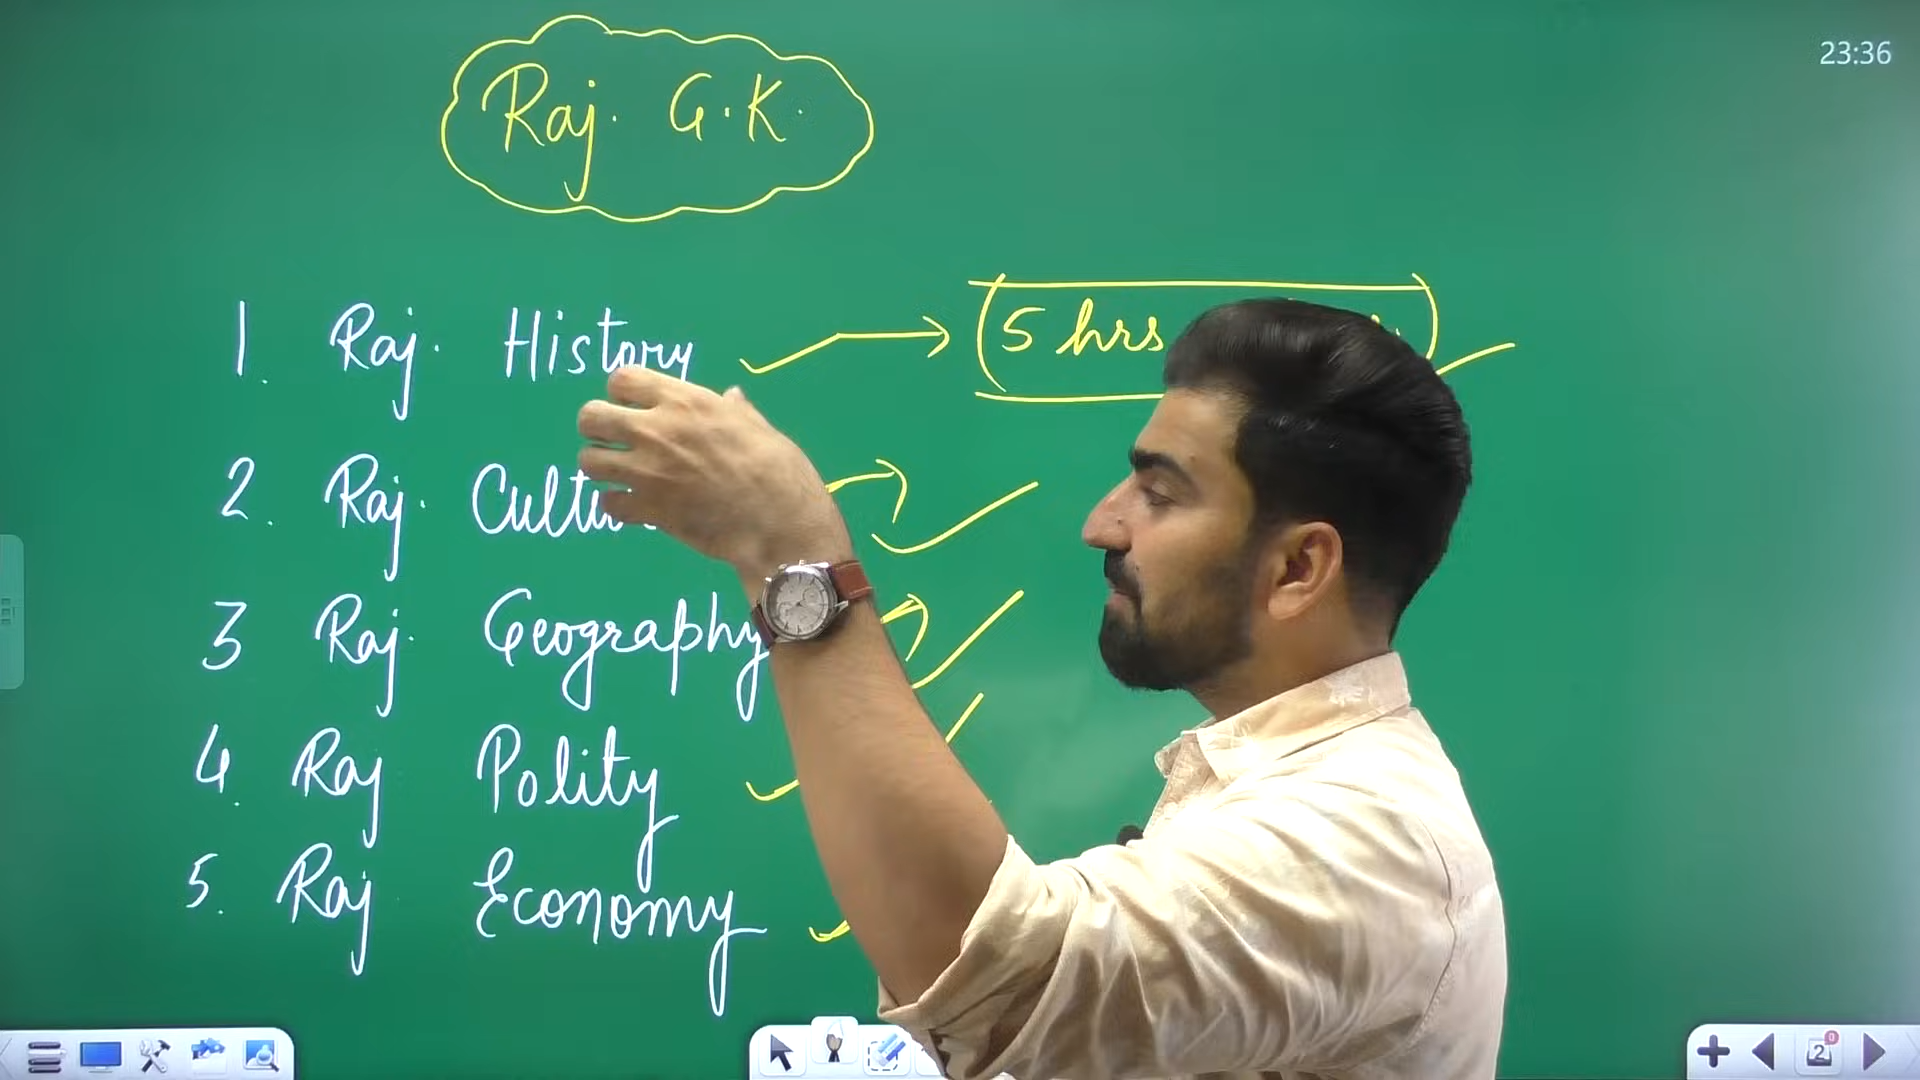 23:36
Raj. G.K.
1. Raj. History
5 hrs
2. Raj.
3 Raj. Geography
4. Raj Polity
5. Raj Economy
2